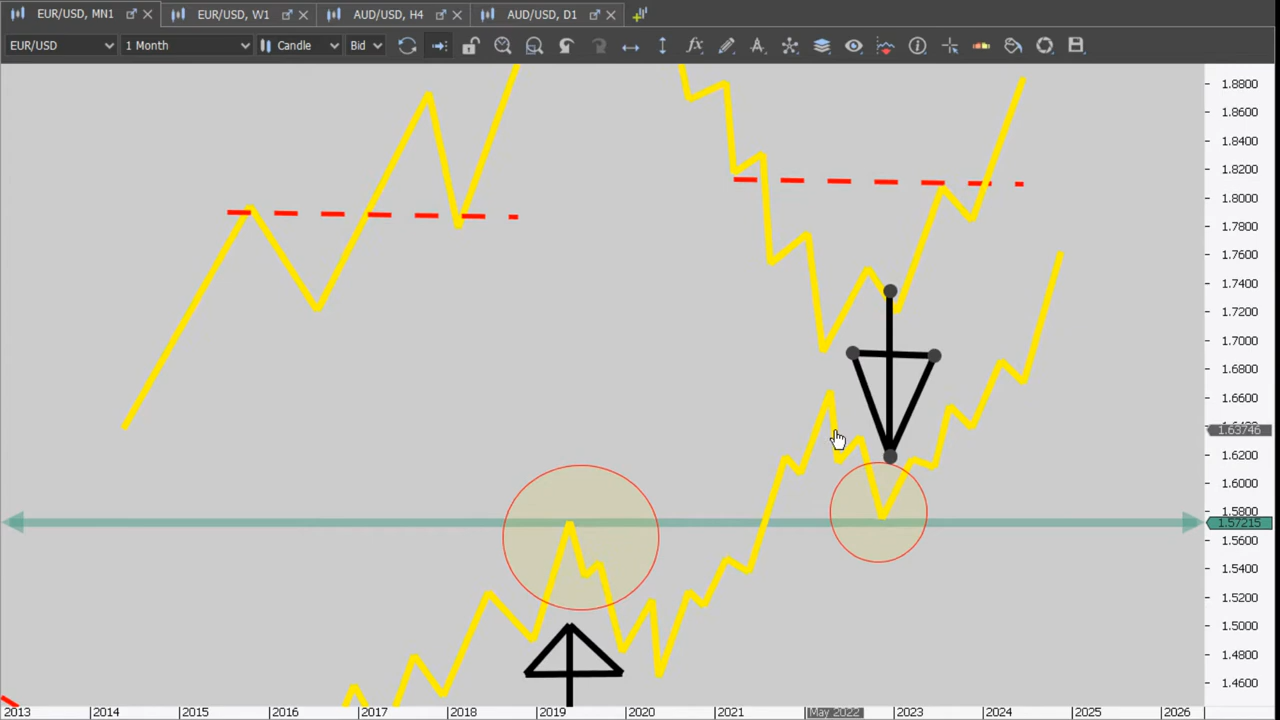 EUR/USD, MN1
EUR/USD, W1
AUD/USD, H4
AUD/USD, D1
EUR/USD
1 Month
Candle
Bid
fx
1.8800
1.8600
1.8400
1.8200
1.8000
1.7800
1.7600
1.7400
1.7200
1.7000
1.6800
1.6600
1.63746
1.6200
1.6000
1.5800
1.57215
1.5600
1.5400
1.5200
1.5000
1.4800
1.4600
2013 2014 2015 2016 2017 2018 2019 2020 2021 May 2022 2023 2024 2025 2026